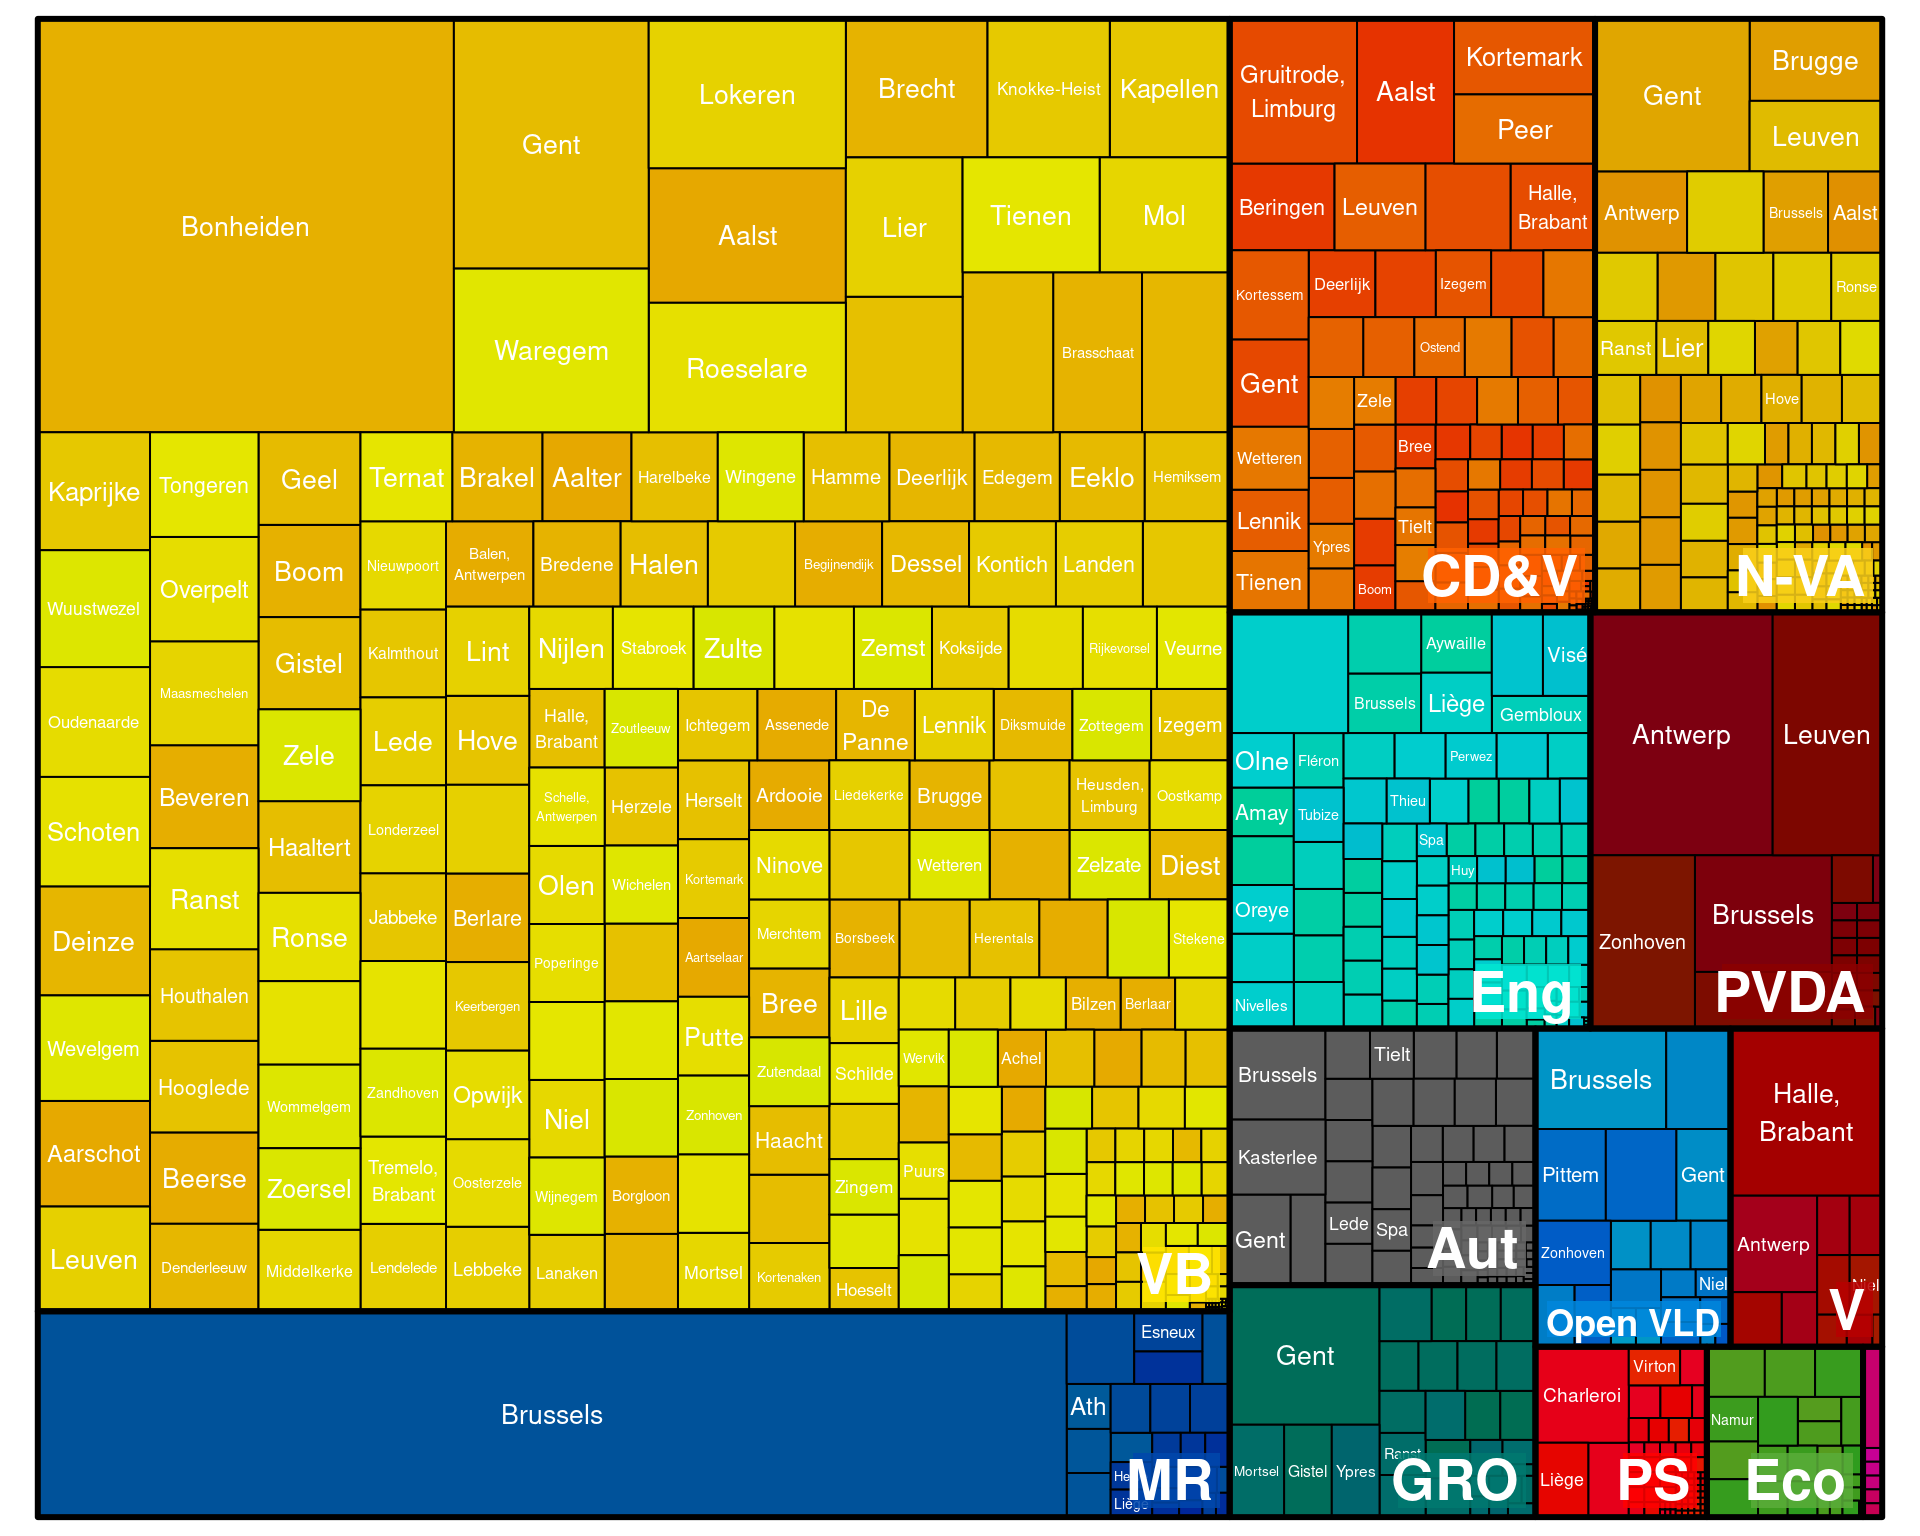 Bonheiden
Gent
Waregem
Lokeren
Aalst
Roeselare
Brecht
Knokke-Heist
Kapellen
Lier
Tienen
Mol
Brasschaat
Kaprijke
Wuustwezel
Oudenaarde
Schoten
Deinze
Wevelgem
Aarschot
Leuven
Tongeren
Overpelt
Maasmechelen
Beveren
Ranst
Houthalen
Hooglede
Beerse
Denderleeuw
Geel
Boom
Gistel
Zele
Haaltert
Ronse
Wommelgem
Zoersel
Middelkerke
Ternat
Brakel
Aalter
Harelbeke
Wingene
Hamme
Deerlijk
Edegem
Eeklo
Hemiksem
Nieuwpoort
Kalmthout
Lede
Londerzeel
Jabbeke
Zandhoven
Tremelo,
Brabant
Lendelede
Balen,
Antwerpen
Bredene
Halen
Begijnendijk
Dessel
Kontich
Landen
Lint
Hove
Berlare
Keerbergen
Opwijk
Oosterzele
Lebbeke
Nijlen
Stabroek
Zulte
Zemst
Koksijde
Rijkevorsel
Veurne
Halle,
Brabant
Schelle,
Antwerpen
Olen
Poperinge
Niel
Wijnegem
Lanaken
Zoutleeuw
Herzele
Wichelen
Borgloon
Ichtegem
Assenede
De
Panne
Lennik
Diksmuide
Zottegem
Izegem
Herselt
Kortemark
Aartselaar
Putte
Zonhoven
Mortsel
Ardooie
Liedekerke
Brugge
Heusden,
Limburg
Oostkamp
Ninove
Wetteren
Zelzate
Diest
Merchtem
Bree
Zutendaal
Haacht
Kortenaken
Borsbeek
Herentals
Stekene
Lille
Bilzen
Berlaar
Schilde
Zingem
Hoeselt
Wervik
Puurs
Achel
VB
Gruitrode,
Limburg
Aalst
Kortemark
Peer
Beringen
Leuven
Halle,
Brabant
Kortessem
Deerlijk
Izegem
Gent
Ostend
Zele
Wetteren
Bree
Lennik
Tielt
Ypres
Tienen
Boom
CD&V
Gent
Brugge
Leuven
Antwerp
Brussels
Aalst
Ronse
Ranst
Lier
Hove
N-VA
Aywaille
Visé
Brussels
Liège
Gembloux
Olne
Fléron
Perwez
Amay
Tubize
Thieu
Spa
Huy
Oreye
Nivelles
Eng
Antwerp
Leuven
Zonhoven
Brussels
PVDA
Brussels
Tielt
Kasterlee
Gent
Lede
Spa
Aut
Brussels
Pittem
Gent
Zonhoven
Niel
Open VLD
Halle,
Brabant
Antwerp
Niel
V
Brussels
Esneux
Ath
Liège
MR
Gent
Mortsel
Gistel
Ypres
Ranst
GRO
Charleroi
Virton
Liège
PS
Namur
Eco